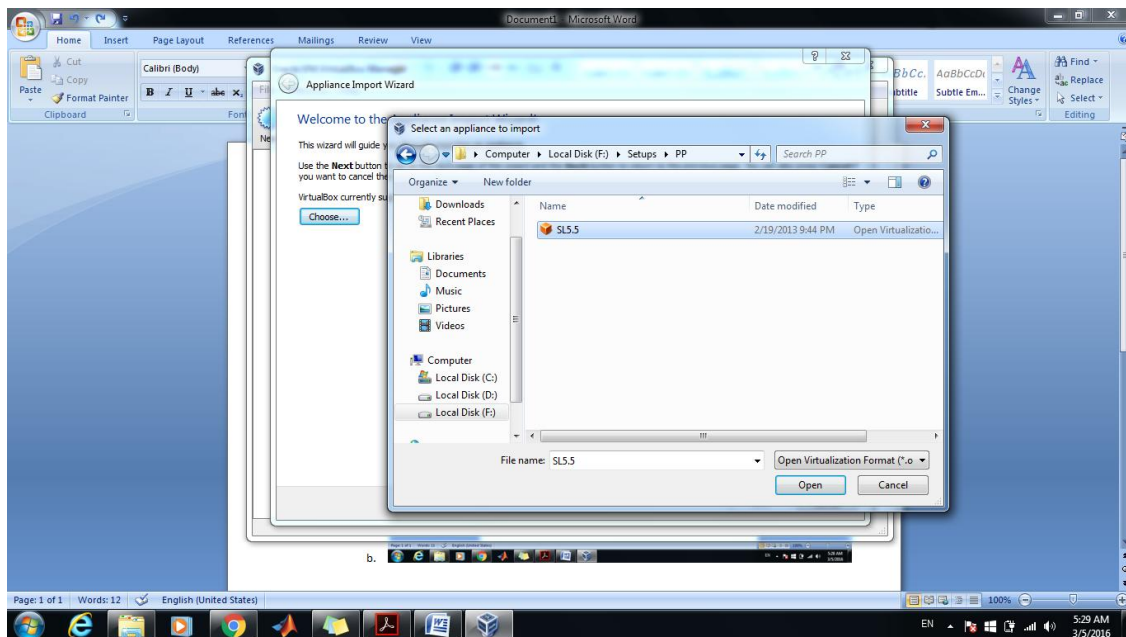 Document1 - Microsoft Word
Home Insert Page Layout References Mailings Review View
Cut
Copy
Paste
Format Painter
Clipboard
Calibri (Body)
B I U abc x,
Font
BbCc. AaBbCcDc
btitle Subtle Em...
Change Styles
Find
Replace
Select
Editing
Appliance Import Wizard
Welcome to the
This wizard will guide y
Use the Next button t
you want to cancel the
VirtualBox currently su
Choose...
Select an appliance to import
Computer Local Disk (F:) Setups PP
Search PP
Organize New folder
Downloads
Recent Places
Libraries
Documents
Music
Pictures
Videos
Computer
Local Disk (C:)
Local Disk (D:)
Local Disk (F:)
Name Date modified Type
SL5.5 2/19/2013 9:44 PM Open Virtualizatio...
File name: SL5.5
Open Virtualization Format (*.o
Open Cancel
b.
Page: 1 of 1 Words: 12 English (United States) 100%
EN
5:29 AM
3/5/2016